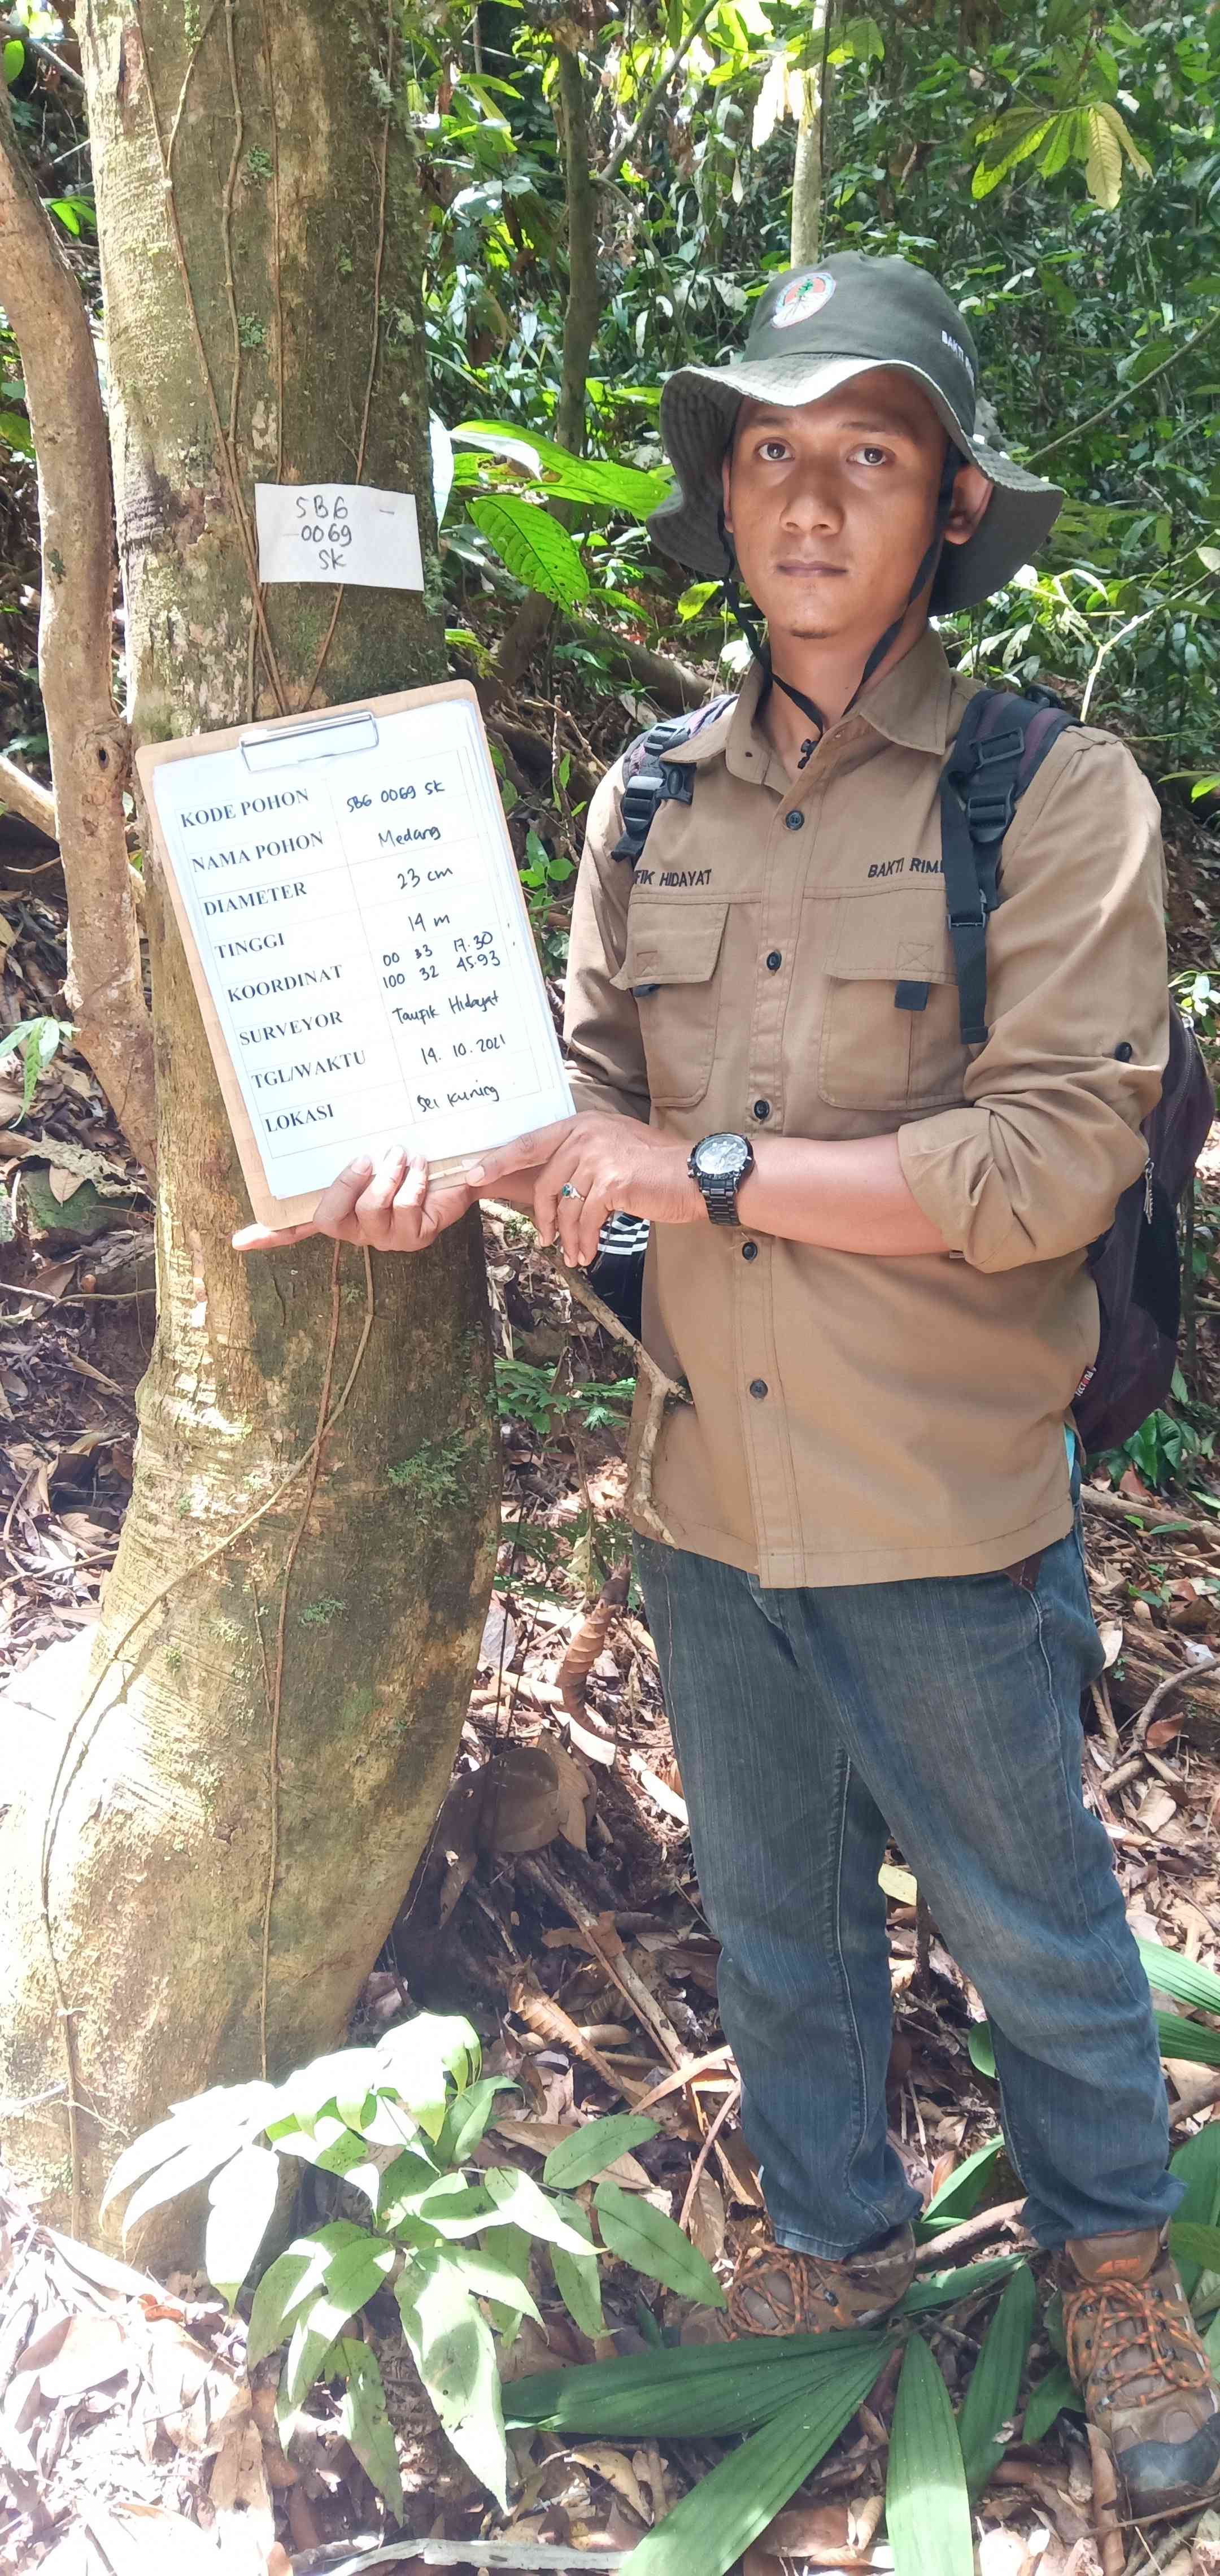 SBG -
0069
SK
KODE POHON SBG 0069 SK
NAMA POHON Medang
DIAMETER 23 cm
TINGGI 14 m
KOORDINAT 00 33 17.30
100 32 45.93
SURVEYOR Taufik Hidayat
TGL/WAKTU 14.10.2021
LOKASI Sei Kuning
FIK HIDAYAT
BAKTI RIM
BAKTI